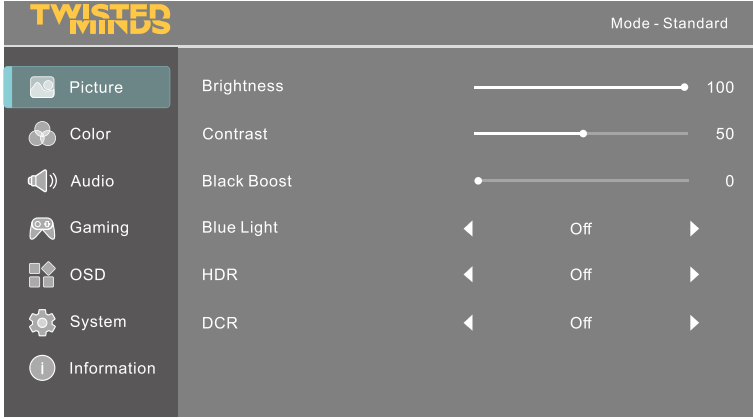 TWISTED
MINDS
Mode - Standard
Picture
Brightness 100
Color
Contrast 50
Audio
Black Boost 0
Gaming
Blue Light Off
OSD
HDR Off
System
DCR Off
Information